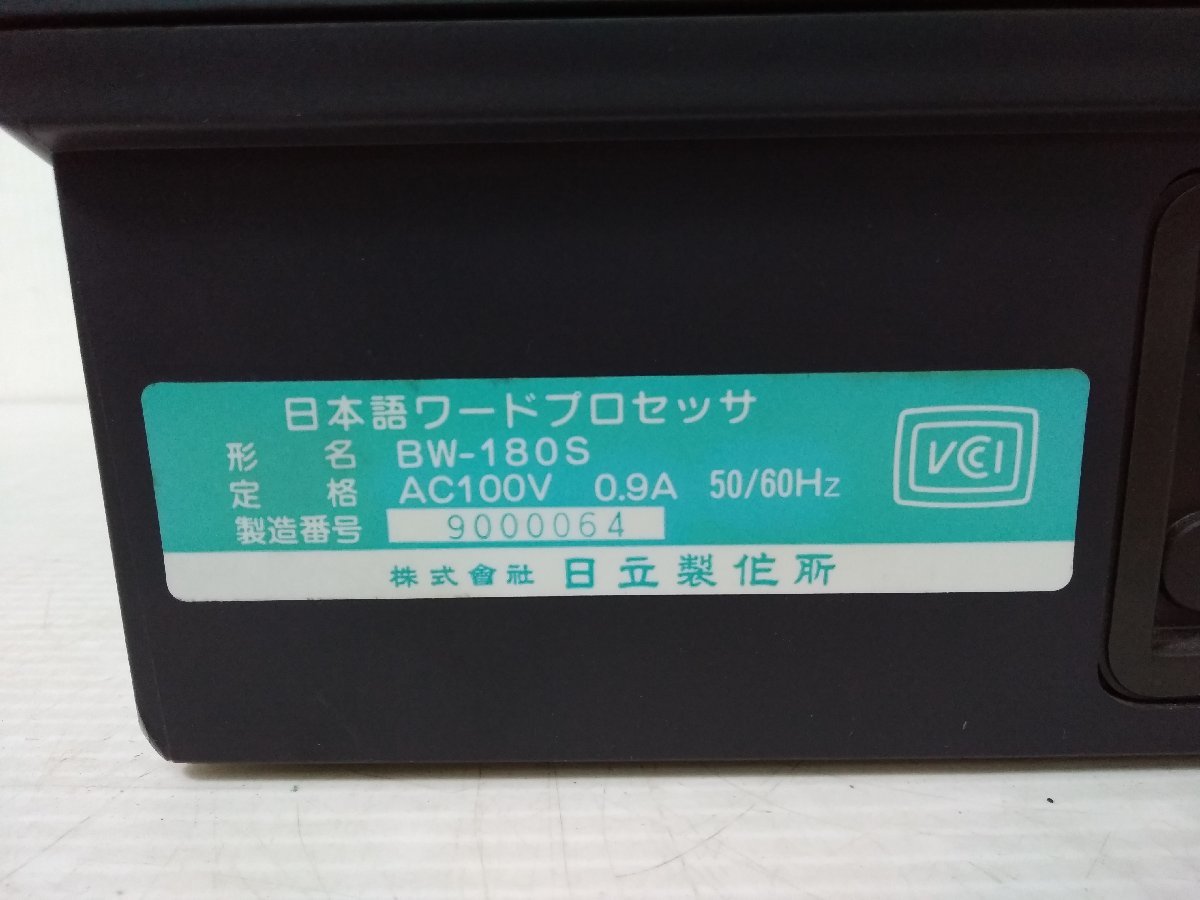 日本語ワードプロセッサ
形 名 BW-180S
定 格 AC100V 0.9A 50/60Hz
製造番号 9000064
株式會社 日立製作所
VCCI